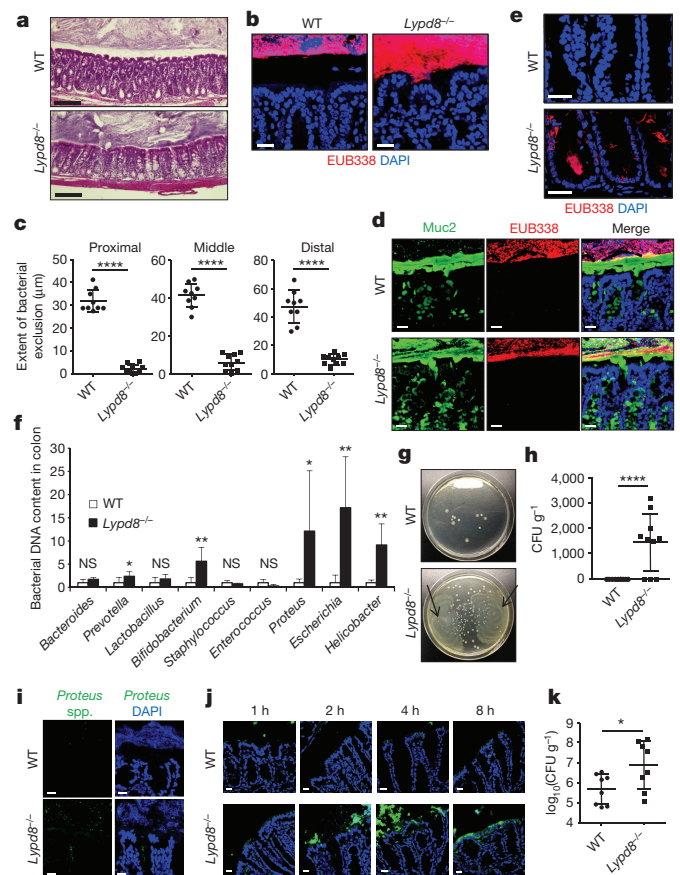 a
WT
Lypd8–/–
b
WT
Lypd8–/–
EUB338 DAPI
e
WT
Lypd8–/–
EUB338 DAPI
c
Proximal
Middle
Distal
****
****
****
Extent of bacterial
exclusion (μm)
50
40
30
20
10
0
60
40
20
0
80
60
40
20
0
WT
Lypd8–/–
WT
Lypd8–/–
WT
Lypd8–/–
d
Muc2
EUB338
Merge
WT
Lypd8–/–
f
Bacterial DNA content in colon
30
25
20
15
10
5
0
WT
Lypd8–/–
NS
*
NS
**
NS
NS
*
**
**
Bacteroides
Prevotella
Lactobacillus
Bifidobacterium
Staphylococcus
Enterococcus
Proteus
Escherichia
Helicobacter
g
WT
Lypd8–/–
h
****
CFU g–1
4,000
3,000
2,000
1,000
0
WT
Lypd8–/–
i
Proteus
spp.
Proteus
DAPI
WT
Lypd8–/–
j
1 h
2 h
4 h
8 h
WT
Lypd8–/–
k
*
log10(CFU g–1)
10
9
8
7
6
5
4
WT
Lypd8–/–